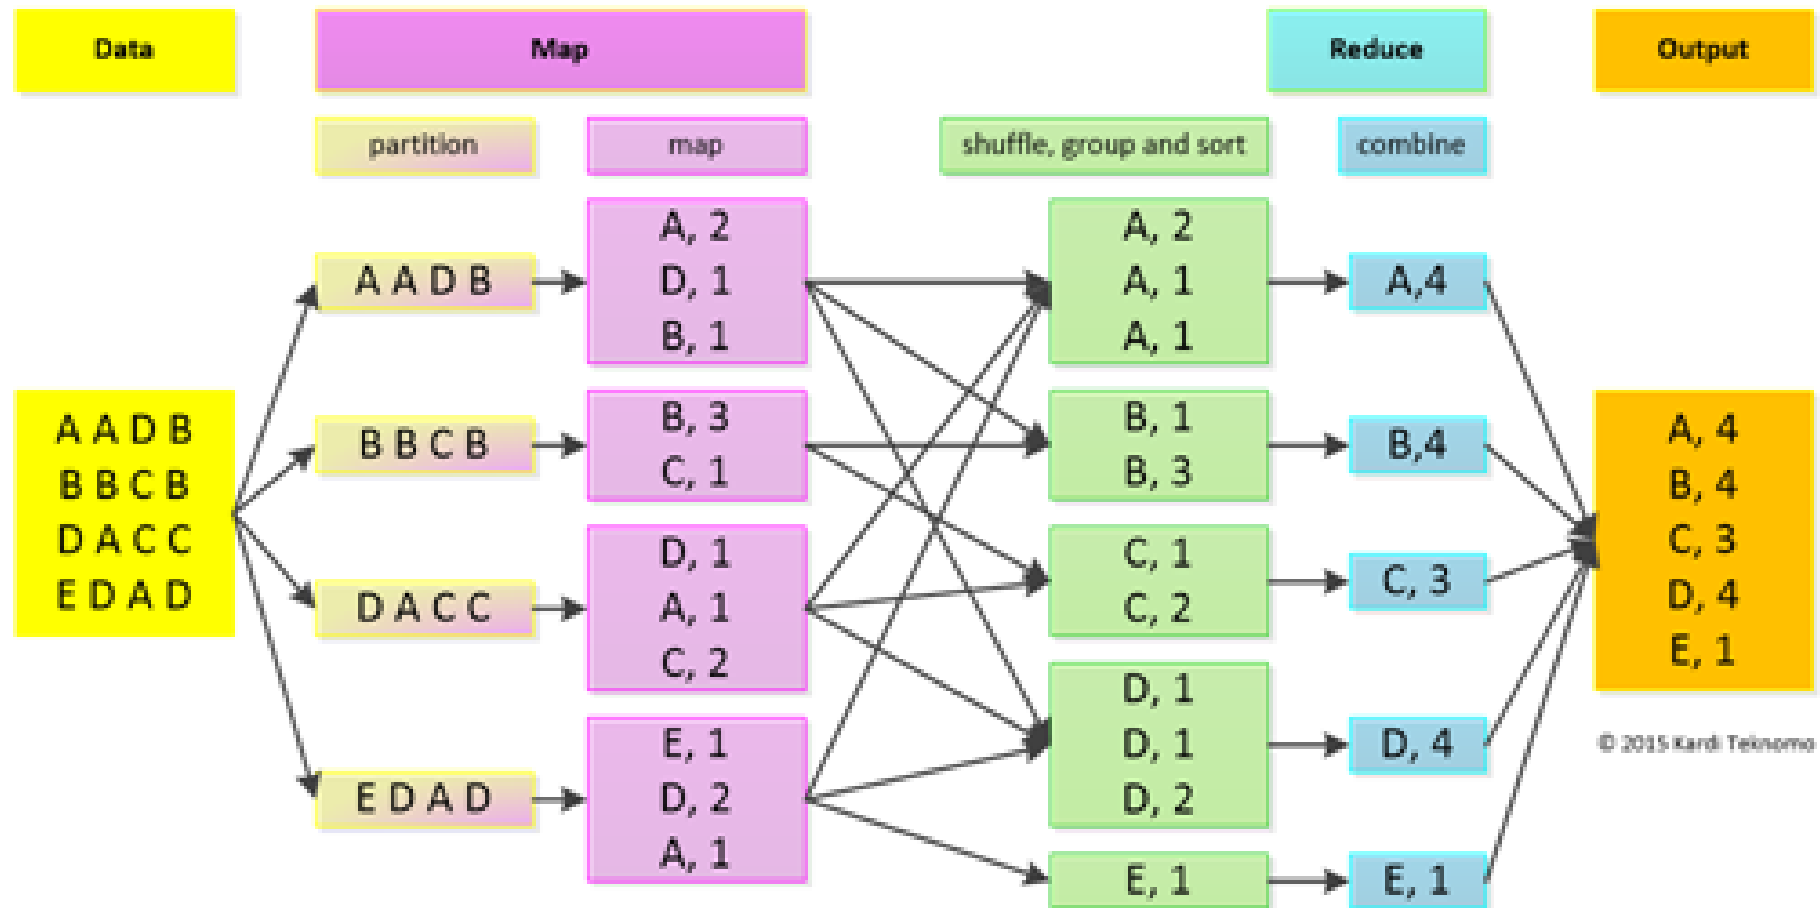 Data
Map
Reduce
Output
partition
map
shuffle, group and sort
combine
A A D B
B B C B
D A C C
E D A D
A A D B
B B C B
D A C C
E D A D
A, 2
D, 1
B, 1
B, 3
C, 1
D, 1
A, 1
C, 2
E, 1
D, 2
A, 1
A, 2
A, 1
A, 1
B, 1
B, 3
C, 1
C, 2
D, 1
D, 1
D, 2
E, 1
A,4
B,4
C, 3
D, 4
E, 1
A, 4
B, 4
C, 3
D, 4
E, 1
© 2015 Kardi Teknomo